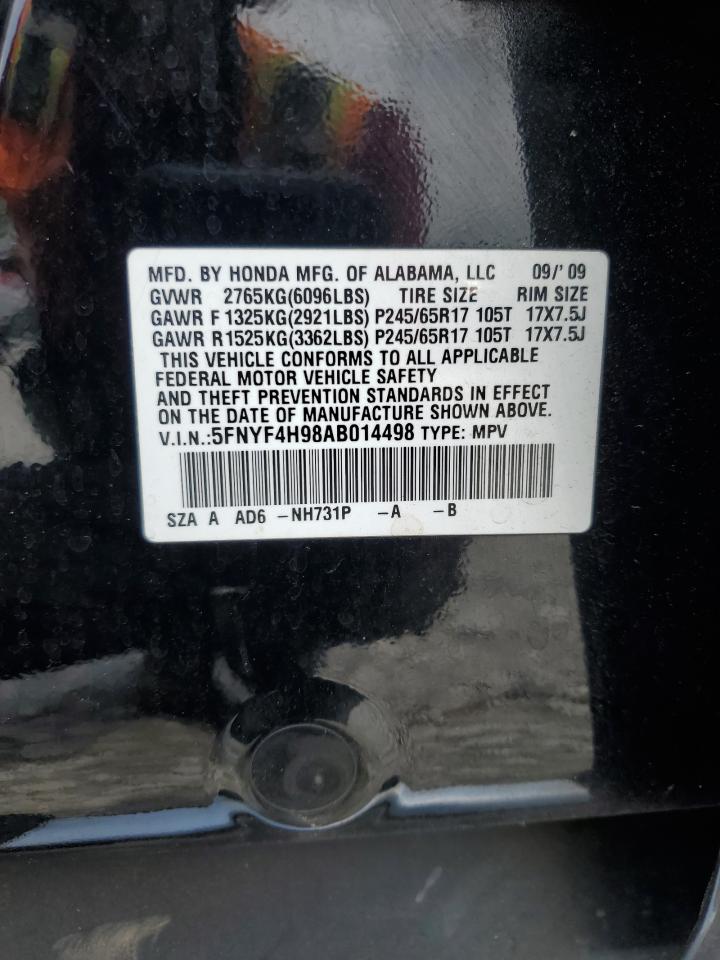 MFD. BY HONDA MFG. OF ALABAMA, LLC 09/'09
GVWR 2765KG(6096LBS) TIRE SIZE RIM SIZE
GAWR F 1325KG(2921LBS) P245/65R17 105T 17X7.5J
GAWR R1525KG(3362LBS) P245/65R17 105T 17X7.5J
THIS VEHICLE CONFORMS TO ALL APPLICABLE
FEDERAL MOTOR VEHICLE SAFETY
AND THEFT PREVENTION STANDARDS IN EFFECT
ON THE DATE OF MANUFACTURE SHOWN ABOVE.
V.I.N.:5FNYF4H98AB014498 TYPE: MPV
SZA A AD6 -NH731P -A -B